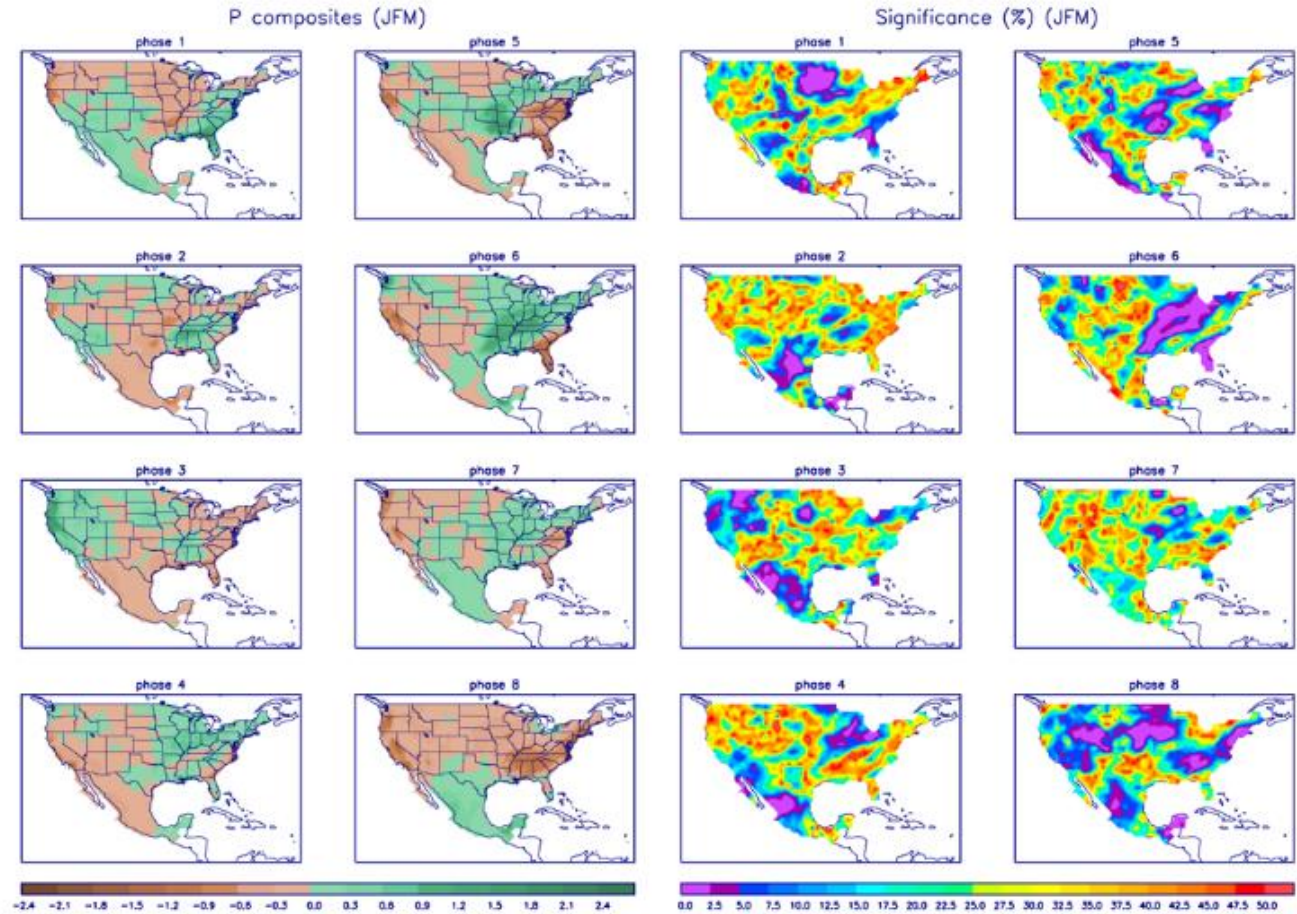 P composites (JFM)
Significance (%) (JFM)
phase 1
phase 5
phase 1
phase 5
phase 2
phase 6
phase 2
phase 6
phase 3
phase 7
phase 3
phase 7
phase 4
phase 8
phase 4
phase 8
−2.4 −2.1 −1.8 −1.5 −1.2 −0.9 −0.6 −0.3 0.0 0.3 0.6 0.9 1.2 1.5 1.8 2.1 2.4
0.0 2.5 5.0 7.5 10.0 12.5 15.0 17.5 20.0 22.5 25.0 27.5 30.0 32.5 35.0 37.5 40.0 42.5 45.0 47.5 50.0